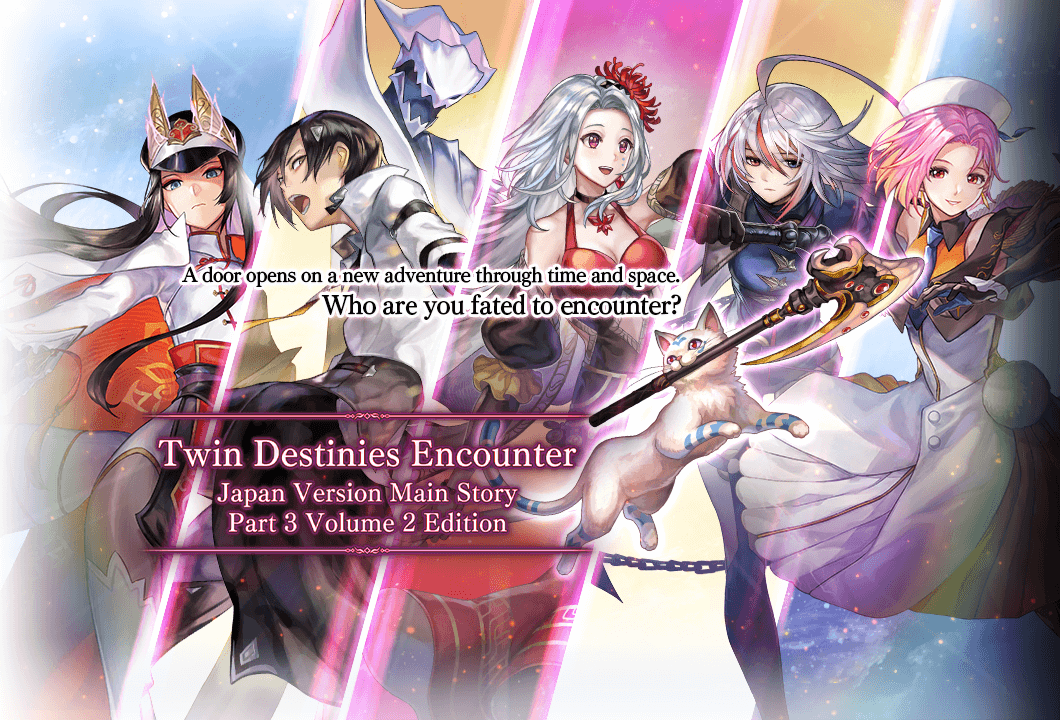 A door opens on a new adventure through time and space.
Who are you fated to encounter?
Twin Destinies Encounter
Japan Version Main Story
Part 3 Volume 2 Edition